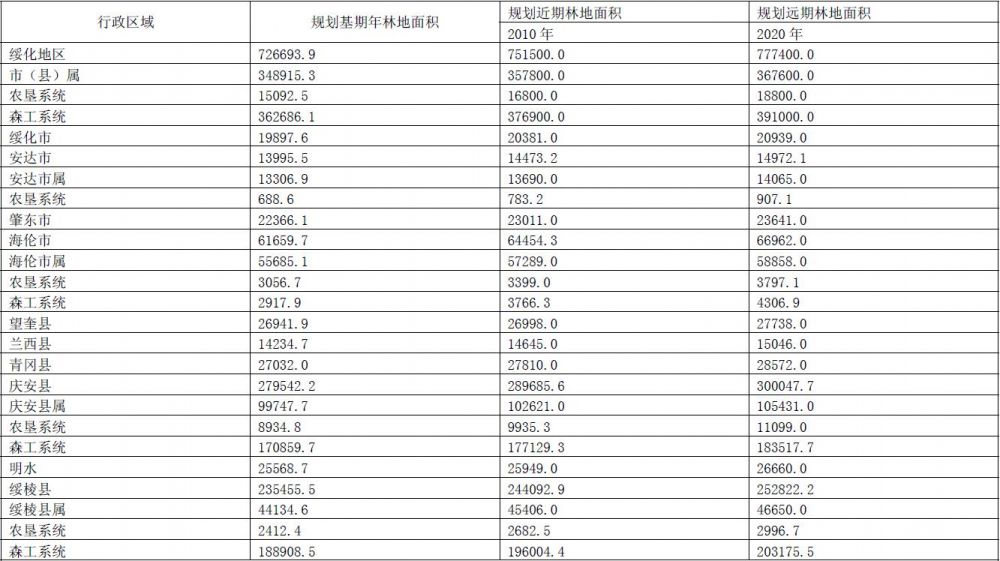 行政区域 规划基期年林地面积 规划近期林地面积 规划远期林地面积
2010 年 2020 年
绥化地区 726693.9 751500.0 777400.0
市（县）属 348915.3 357800.0 367600.0
农垦系统 15092.5 16800.0 18800.0
森工系统 362686.1 376900.0 391000.0
绥化市 19897.6 20381.0 20939.0
安达市 13995.5 14473.2 14972.1
安达市属 13306.9 13690.0 14065.0
农垦系统 688.6 783.2 907.1
肇东市 22366.1 23011.0 23641.0
海伦市 61659.7 64454.3 66962.0
海伦市属 55685.1 57289.0 58858.0
农垦系统 3056.7 3399.0 3797.1
森工系统 2917.9 3766.3 4306.9
望奎县 26941.9 26998.0 27738.0
兰西县 14234.7 14645.0 15046.0
青冈县 27032.0 27810.0 28572.0
庆安县 279542.2 289685.6 300047.7
庆安县属 99747.7 102621.0 105431.0
农垦系统 8934.8 9935.3 11099.0
森工系统 170859.7 177129.3 183517.7
明水 25568.7 25949.0 26660.0
绥棱县 235455.5 244092.9 252822.2
绥棱县属 44134.6 45406.0 46650.0
农垦系统 2412.4 2682.5 2996.7
森工系统 188908.5 196004.4 203175.5